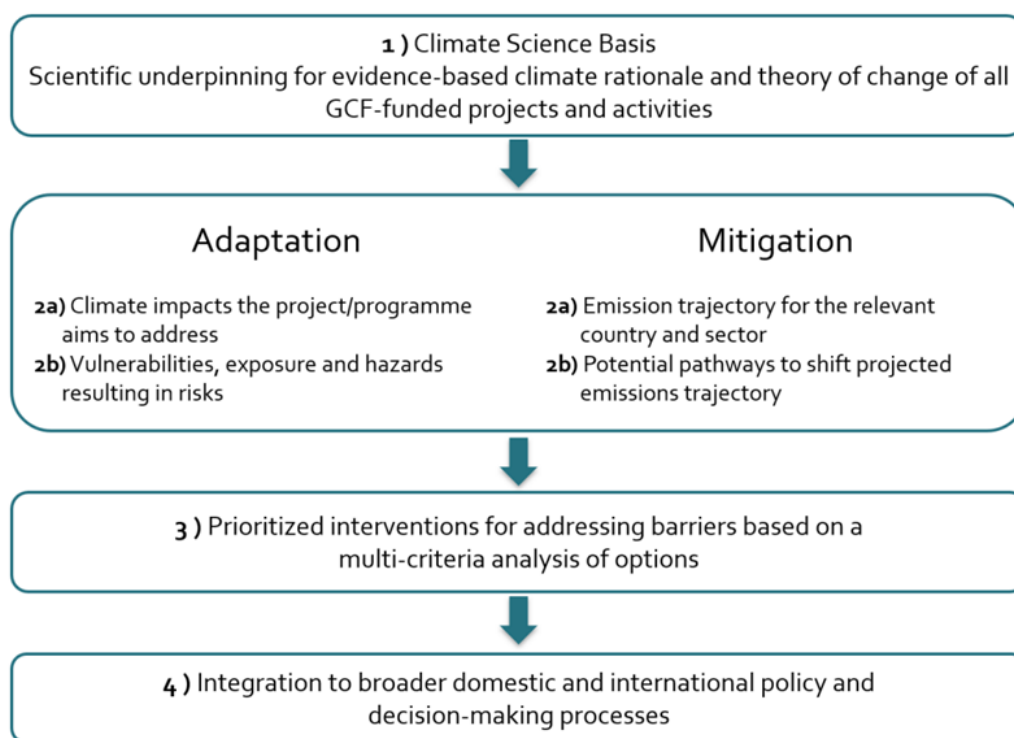 1 ) Climate Science Basis
Scientific underpinning for evidence-based climate rationale and theory of change of all
GCF-funded projects and activities
Adaptation
2a) Climate impacts the project/programme
aims to address
2b) Vulnerabilities, exposure and hazards
resulting in risks
Mitigation
2a) Emission trajectory for the relevant
country and sector
2b) Potential pathways to shift projected
emissions trajectory
3 ) Prioritized interventions for addressing barriers based on a
multi-criteria analysis of options
4 ) Integration to broader domestic and international policy and
decision-making processes